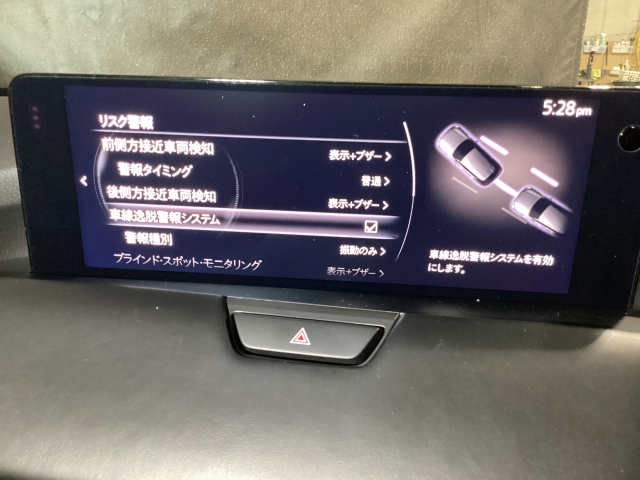 5:28pm
リスク警報
前側方接近車両検知 表示+ブザー
警報タイミング 普通
後側方接近車両検知 表示+ブザー
車線逸脱警報システム
警報種別 振動のみ
ブラインド・スポット・モニタリング 表示+ブザー
車線逸脱警報システムを有効
にします。